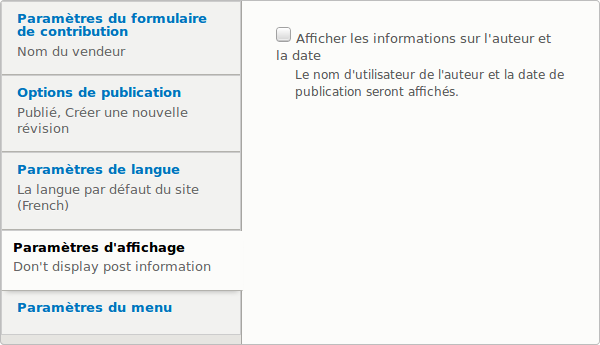 Paramètres du formulaire
de contribution
Nom du vendeur
Options de publication
Publié, Créer une nouvelle
révision
Paramètres de langue
La langue par défaut du site
(French)
Paramètres d'affichage
Don't display post information
Paramètres du menu
Afficher les informations sur l'auteur et
la date
Le nom d'utilisateur de l'auteur et la date de
publication seront affichés.